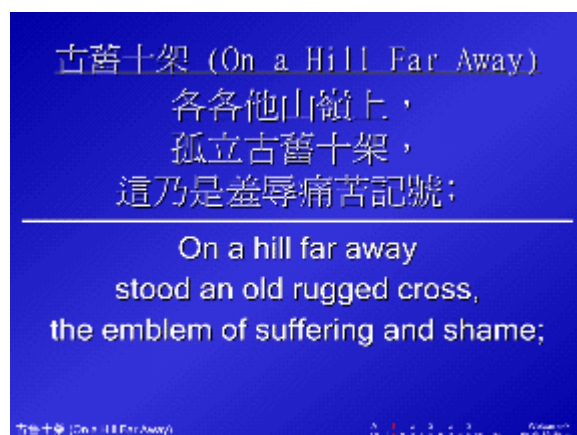 古舊十架 (On a Hill Far Away)
各各他山嶺上，
孤立古舊十架，
這乃是羞辱痛苦記號；
On a hill far away
stood an old rugged cross,
the emblem of suffering and shame;
古舊十架 (On a Hill Far Away)